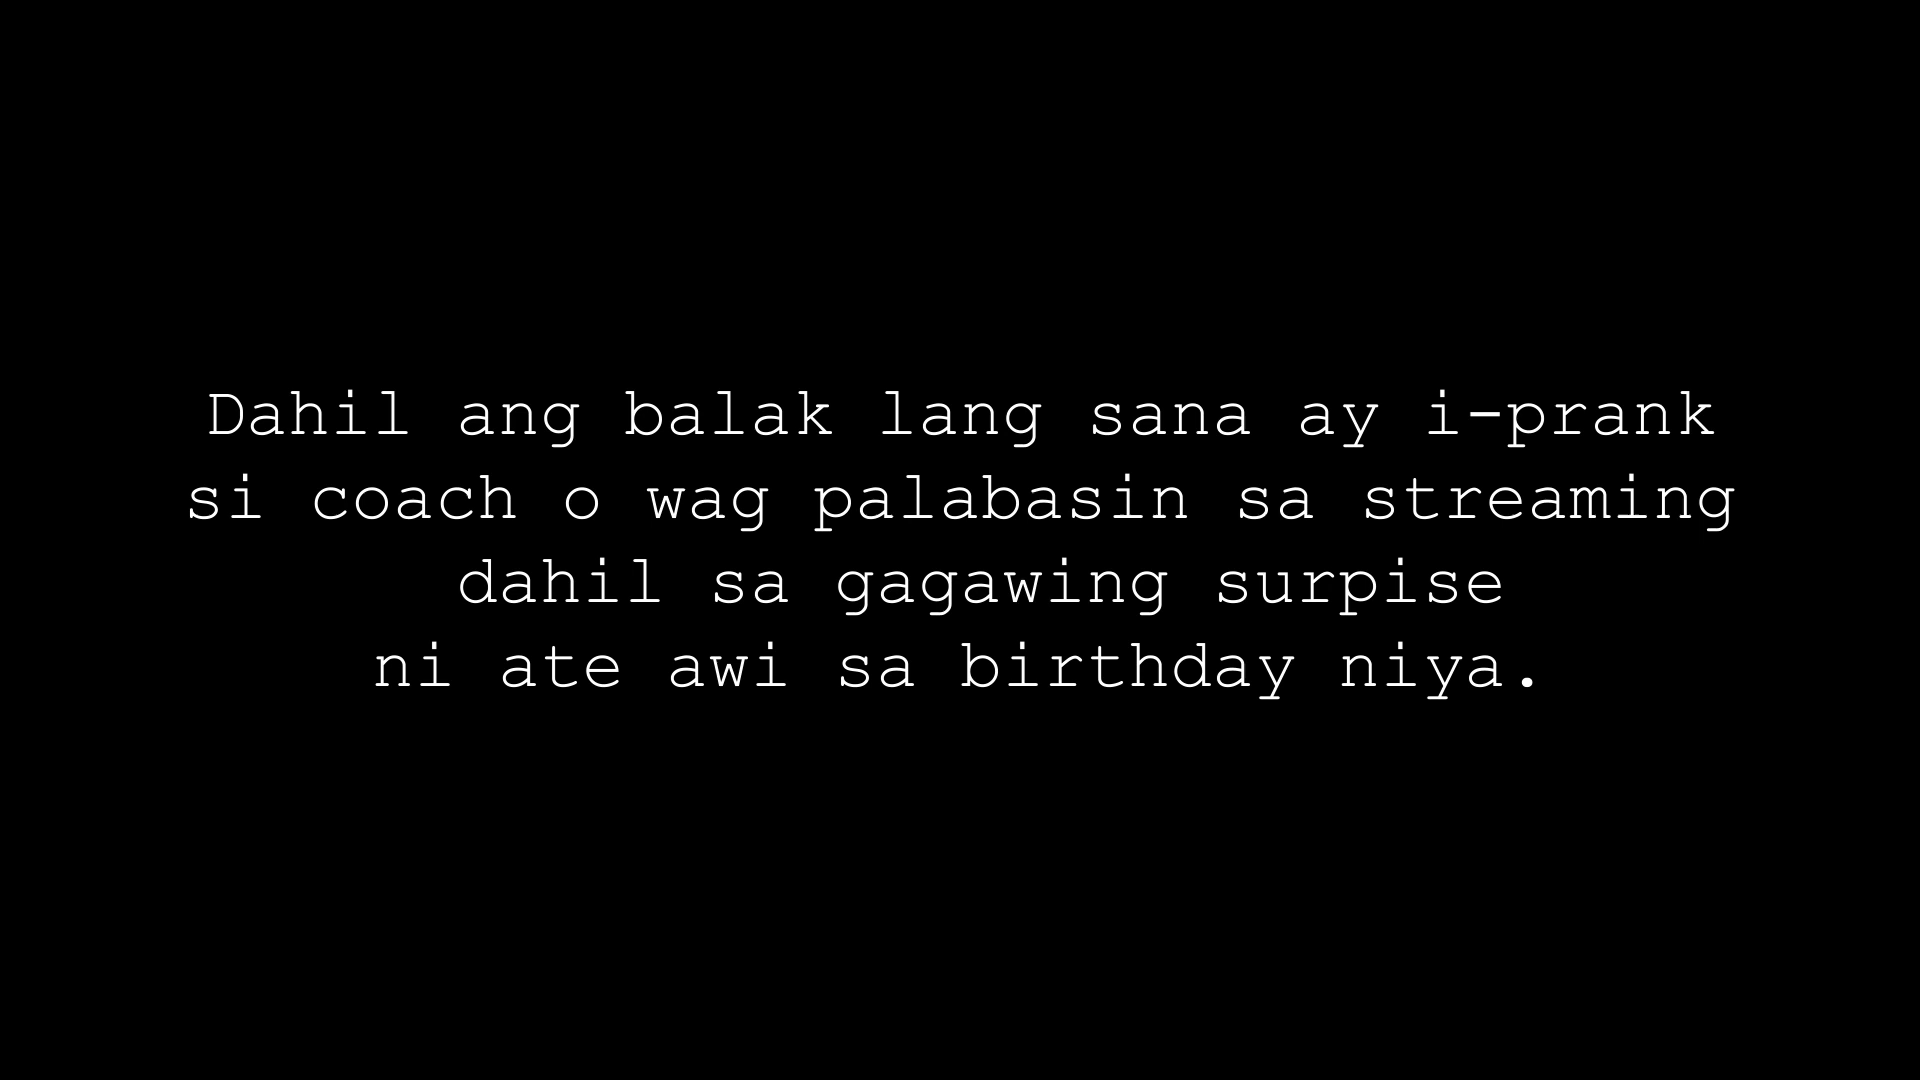 Dahil ang balak lang sana ay i-prank
si coach o wag palabasin sa streaming
dahil sa gagawing surpise
ni ate awi sa birthday niya.